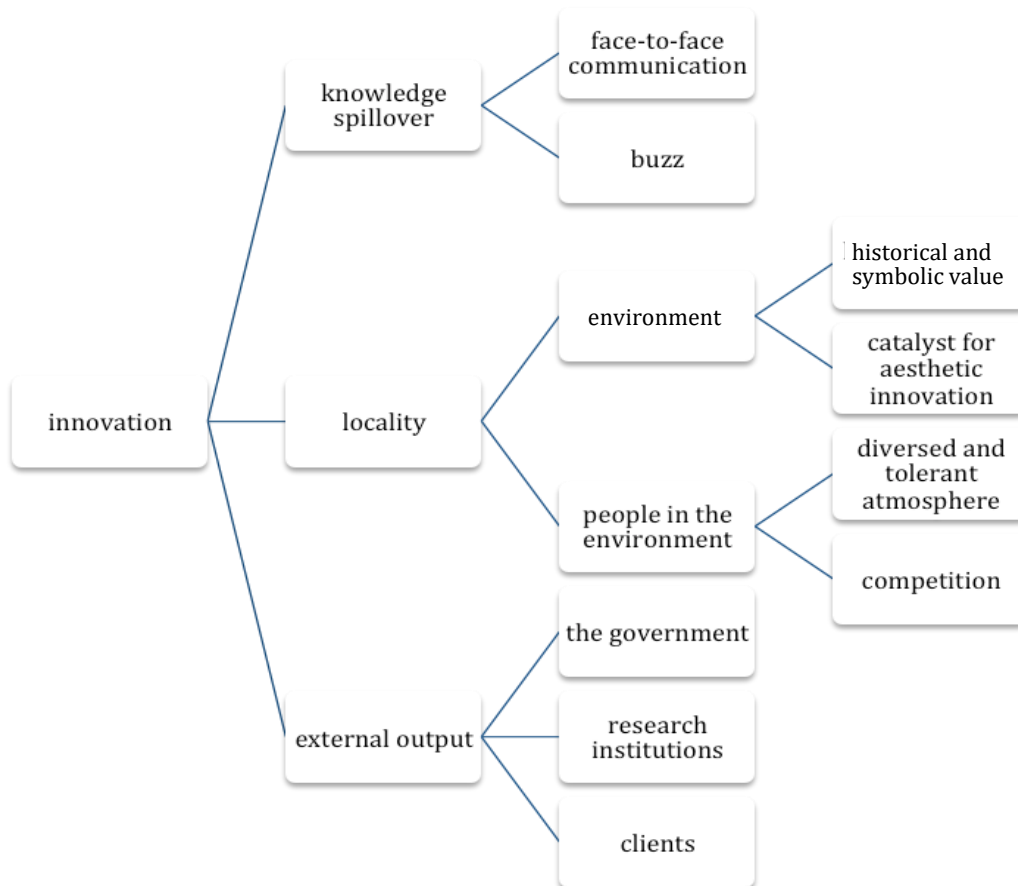 face-to-face
communication
knowledge
spillover
buzz
historical and
symbolic value
environment
catalyst for
aesthetic
innovation
innovation
locality
diversed and
tolerant
atmosphere
people in the
environment
competition
the government
external output
research
institutions
clients